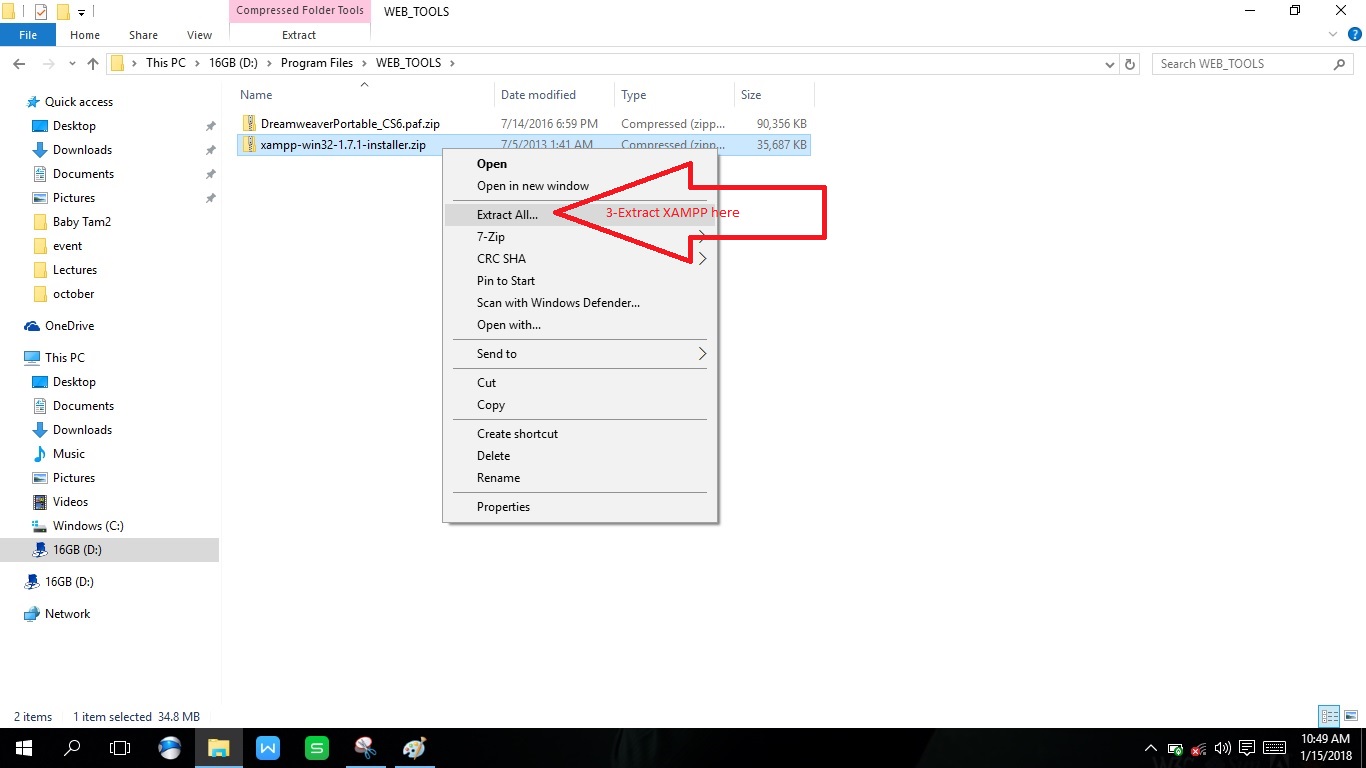 Compressed Folder Tools WEB_TOOLS
File Home Share View Extract
This PC 16GB (D:) Program Files WEB_TOOLS Search WEB_TOOLS
Name Date modified Type Size
DreamweaverPortable_CS6.paf.zip 7/14/2016 6:59 PM Compressed (zipp... 90,356 KB
xampp-win32-1.7.1-installer.zip 7/5/2013 1:41 AM Compressed (zipp... 35,687 KB
Quick access
Desktop
Downloads
Documents
Pictures
Baby Tam2
event
Lectures
october
OneDrive
This PC
Desktop
Documents
Downloads
Music
Pictures
Videos
Windows (C:)
16GB (D:)
16GB (D:)
Network
Open
Open in new window
Extract All...
3-Extract XAMPP here
7-Zip
CRC SHA
Pin to Start
Scan with Windows Defender...
Open with...
Send to
Cut
Copy
Create shortcut
Delete
Rename
Properties
2 items 1 item selected 34.8 MB
10:49 AM
1/15/2018